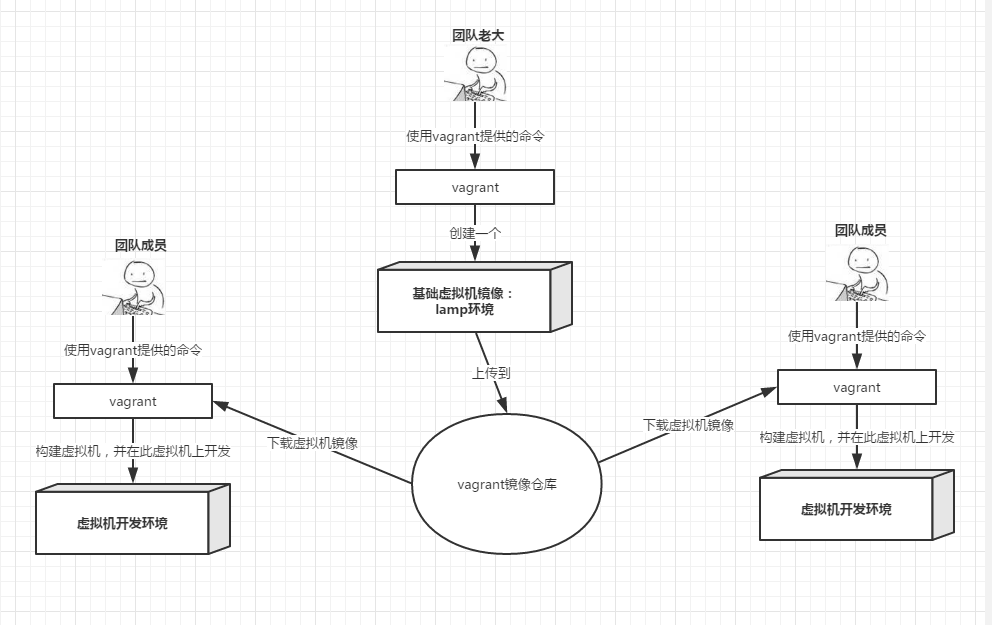 团队老大
使用vagrant提供的命令
vagrant
创建一个
基础虚拟机镜像：
lamp环境
上传到
vagrant镜像仓库
团队成员
使用vagrant提供的命令
vagrant
下载虚拟机镜像
构建虚拟机，并在此虚拟机上开发
虚拟机开发环境
团队成员
使用vagrant提供的命令
vagrant
下载虚拟机镜像
构建虚拟机，并在此虚拟机上开发
虚拟机开发环境